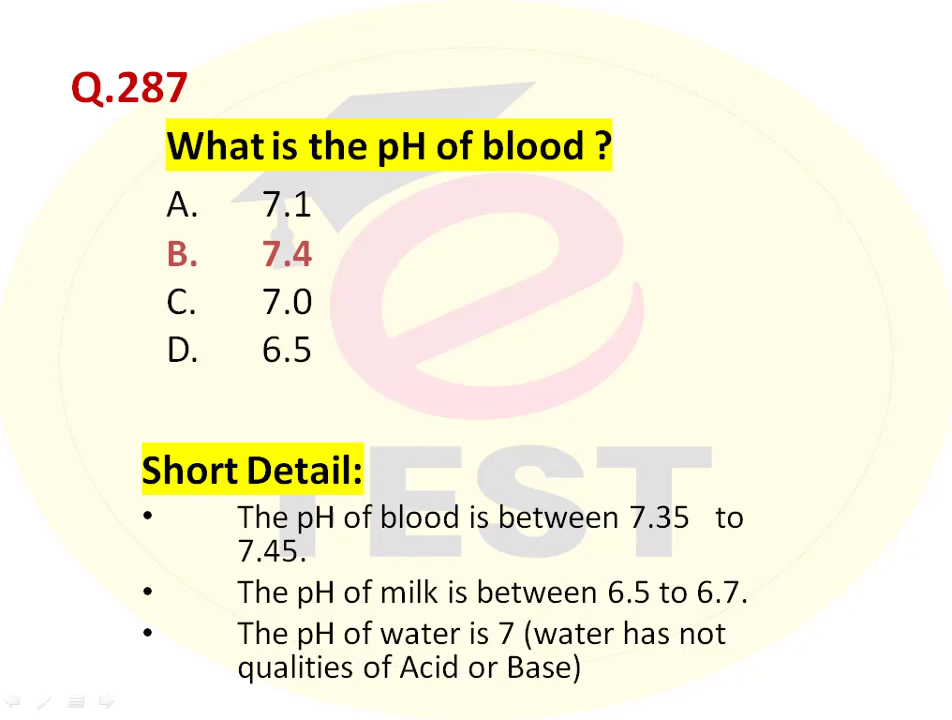 Q.287
What is the pH of blood ?
A. 7.1
B. 7.4
C. 7.0
D. 6.5
Short Detail:
• The pH of blood is between 7.35 to
7.45.
• The pH of milk is between 6.5 to 6.7.
• The pH of water is 7 (water has not
qualities of Acid or Base)
e
TEST